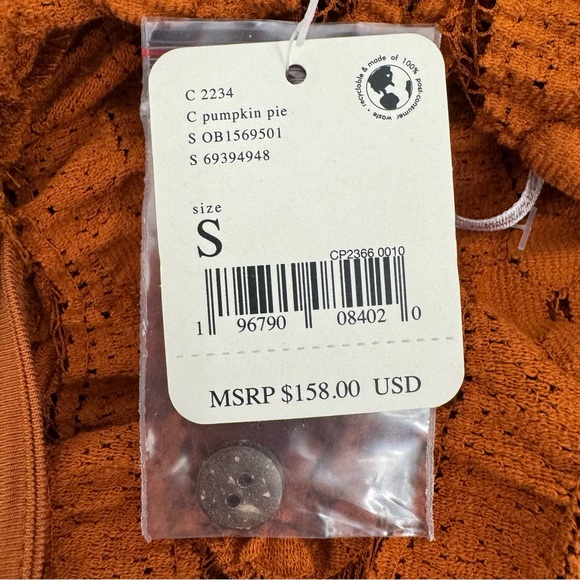 recyclable & made of 100% post-consumer waste •
C 2234
C pumpkin pie
S OB1569501
S 69394948
size
S
CP2366 0010
1 96790 08402 0
MSRP $158.00 USD